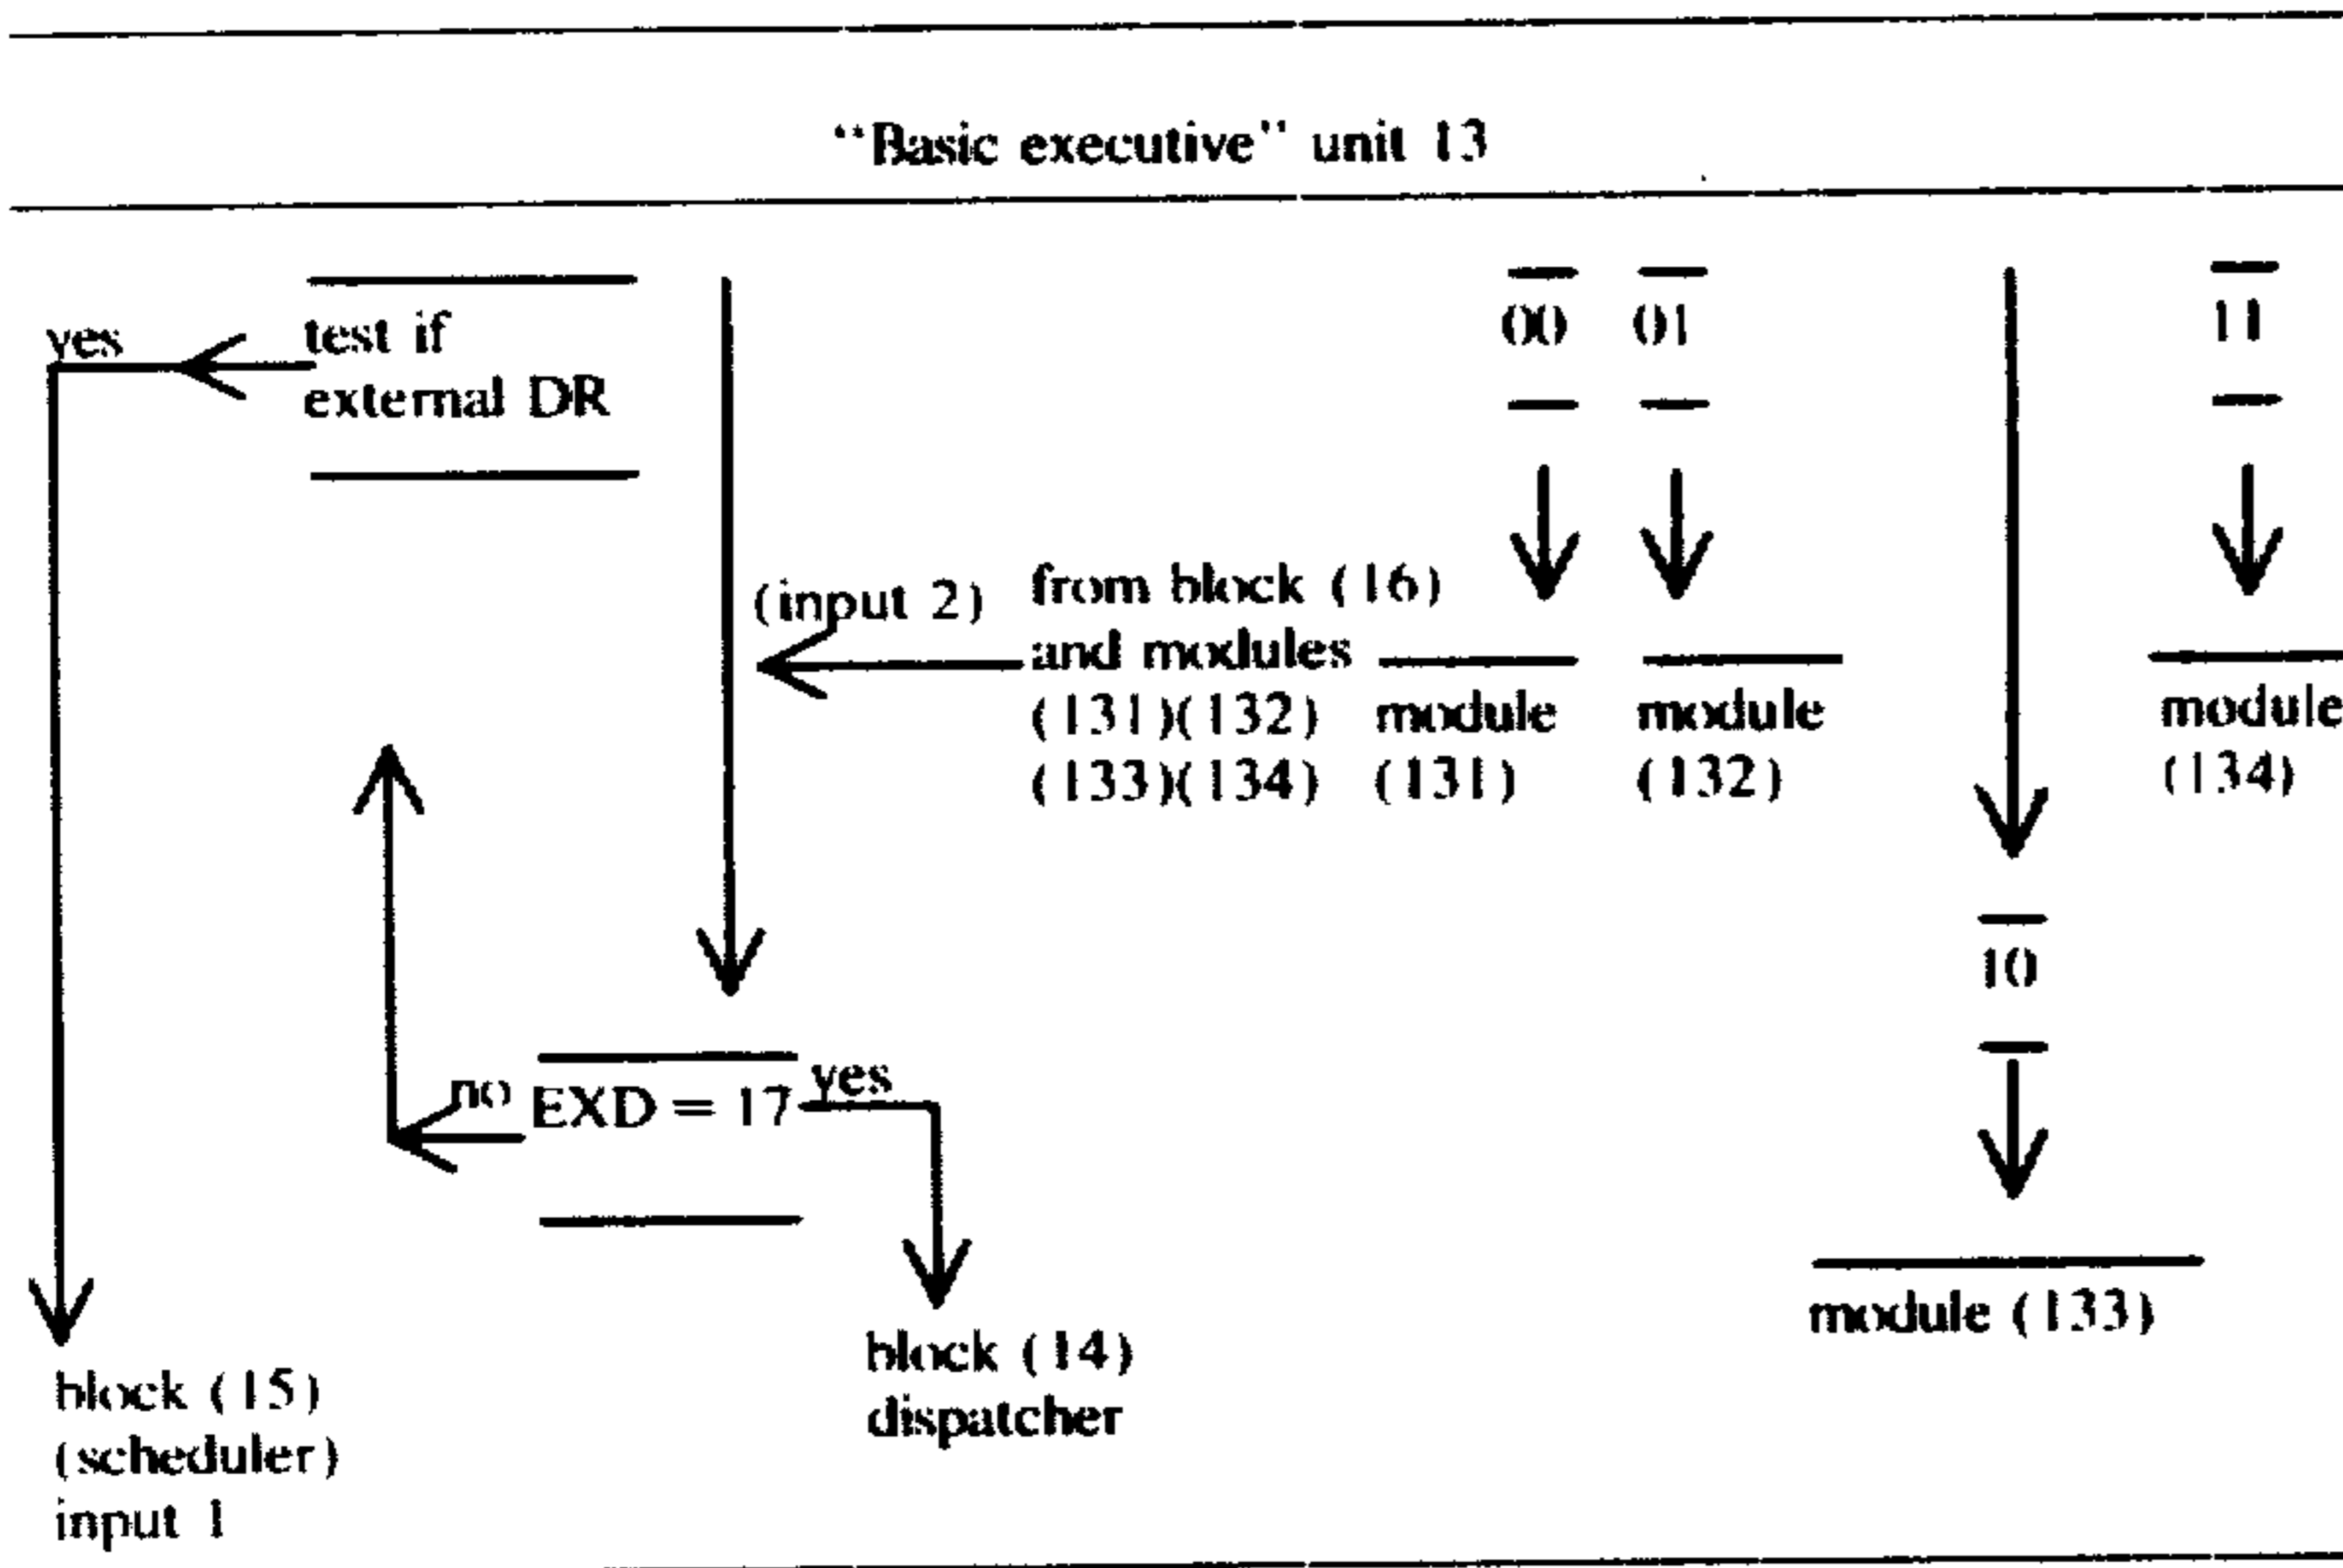 “Basic executive” unit 13
yes
test if
external DR
00
01
11
(input 2)
from block (16)
and modules
(131)(132)
(133)(134)
module
(131)
module
(132)
module
(134)
10
no
EXD = 17
yes
module (133)
block (14)
dispatcher
block (15)
(scheduler)
input 1